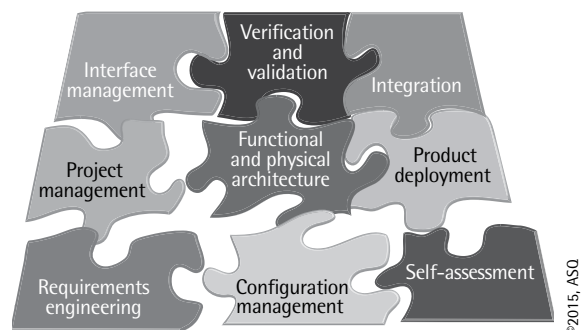 Interface
management
Verification
and
validation
Integration
Project
management
Functional
and physical
architecture
Product
deployment
Requirements
engineering
Configuration
management
Self-assessment
©2015, ASQ